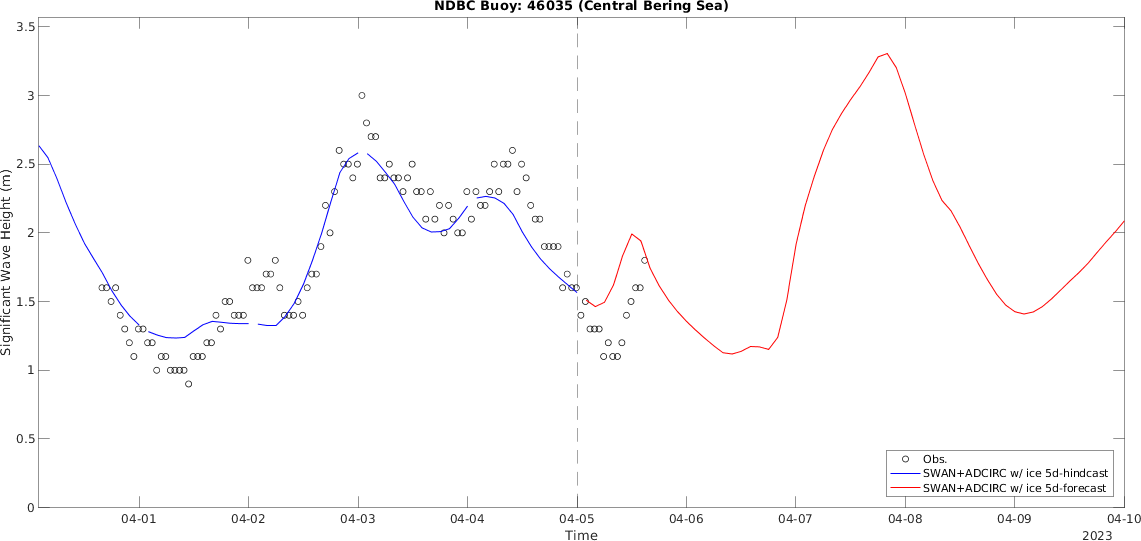 NDBC Buoy: 46035 (Central Bering Sea)
3.5
3
2.5
2
1.5
1
0.5
0
Significant Wave Height (m)
04-01 04-02 04-03 04-04 04-05 04-06 04-07 04-08 04-09 04-10
Time
2023
Obs.
SWAN+ADCIRC w/ ice 5d-hindcast
SWAN+ADCIRC w/ ice 5d-forecast